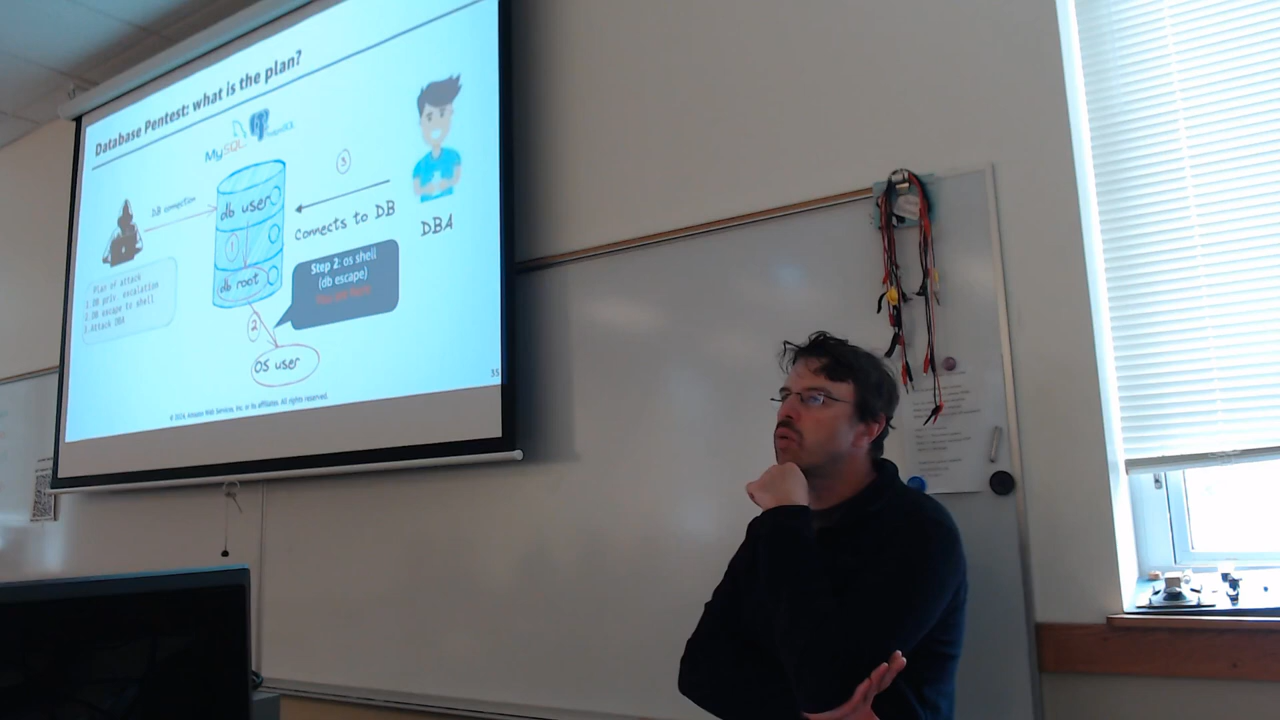 Database Pentest: what is the plan?
MySQL
DB connection
db user
3
Connects to DB
DBA
1
Step 2: os shell
(db escape)
db root
Plan of attack
1.DB priv. escalation
2.DB escape to shell
3.Attack DBA
2
OS user
35
© 2024, Amazon Web Services, Inc. or its affiliates. All rights reserved.